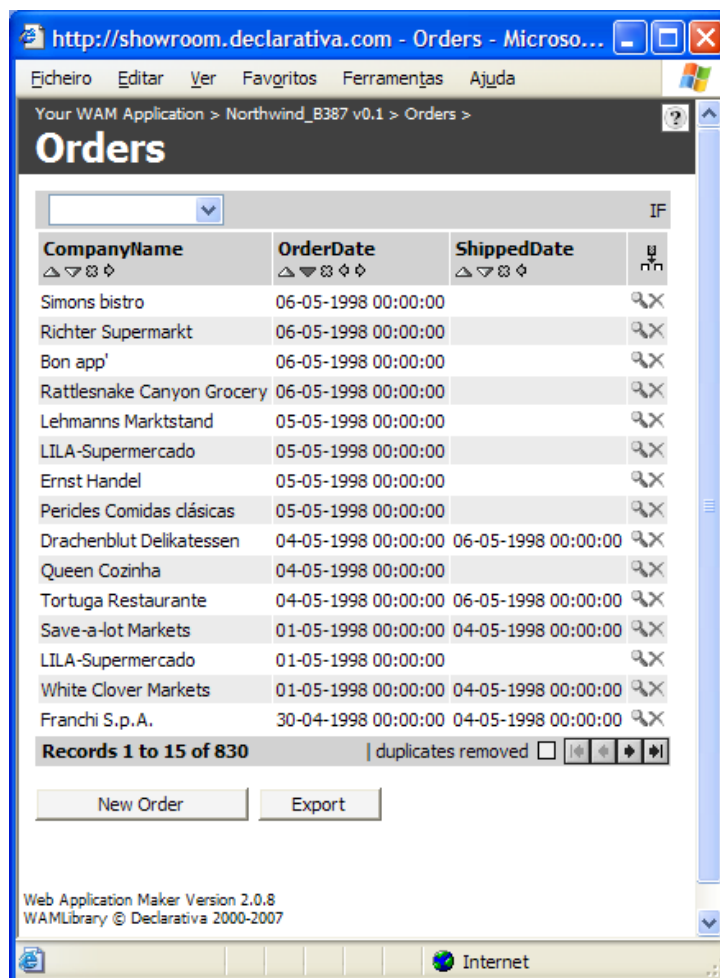 http://showroom.declarativa.com - Orders - Microso...
Ficheiro Editar Ver Favoritos Ferramentas Ajuda
Your WAM Application > Northwind_B387 v0.1 > Orders >
?
Orders
IF
CompanyName OrderDate ShippedDate
Simons bistro 06-05-1998 00:00:00
Richter Supermarkt 06-05-1998 00:00:00
Bon app' 06-05-1998 00:00:00
Rattlesnake Canyon Grocery 06-05-1998 00:00:00
Lehmanns Marktstand 05-05-1998 00:00:00
LILA-Supermercado 05-05-1998 00:00:00
Ernst Handel 05-05-1998 00:00:00
Pericles Comidas clásicas 05-05-1998 00:00:00
Drachenblut Delikatessen 04-05-1998 00:00:00 06-05-1998 00:00:00
Queen Cozinha 04-05-1998 00:00:00
Tortuga Restaurante 04-05-1998 00:00:00 06-05-1998 00:00:00
Save-a-lot Markets 01-05-1998 00:00:00 04-05-1998 00:00:00
LILA-Supermercado 01-05-1998 00:00:00
White Clover Markets 01-05-1998 00:00:00 04-05-1998 00:00:00
Franchi S.p.A. 30-04-1998 00:00:00 04-05-1998 00:00:00
Records 1 to 15 of 830 | duplicates removed
New Order Export
Web Application Maker Version 2.0.8
WAMLibrary © Declarativa 2000-2007
Internet